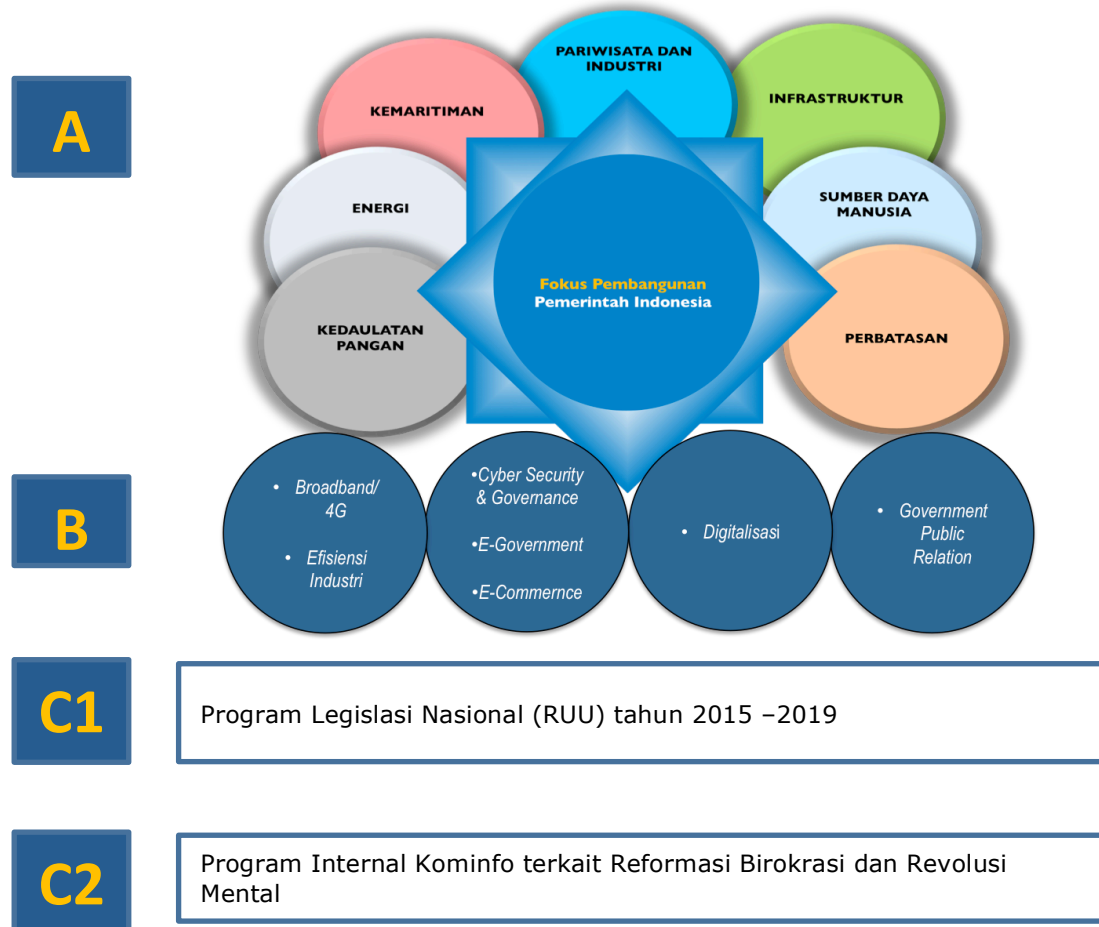 A
PARIWISATA DAN
INDUSTRI
KEMARITIMAN
INFRASTRUKTUR
ENERGI
SUMBER DAYA
MANUSIA
Fokus Pembangunan
Pemerintah Indonesia
KEDAULATAN
PANGAN
PERBATASAN
B
• Broadband/
4G
• Efisiensi
Industri
•Cyber Security
& Governance
•E-Government
•E-Commernce
• Digitalisasi
• Government
Public
Relation
C1
Program Legislasi Nasional (RUU) tahun 2015 –2019
C2
Program Internal Kominfo terkait Reformasi Birokrasi dan Revolusi
Mental